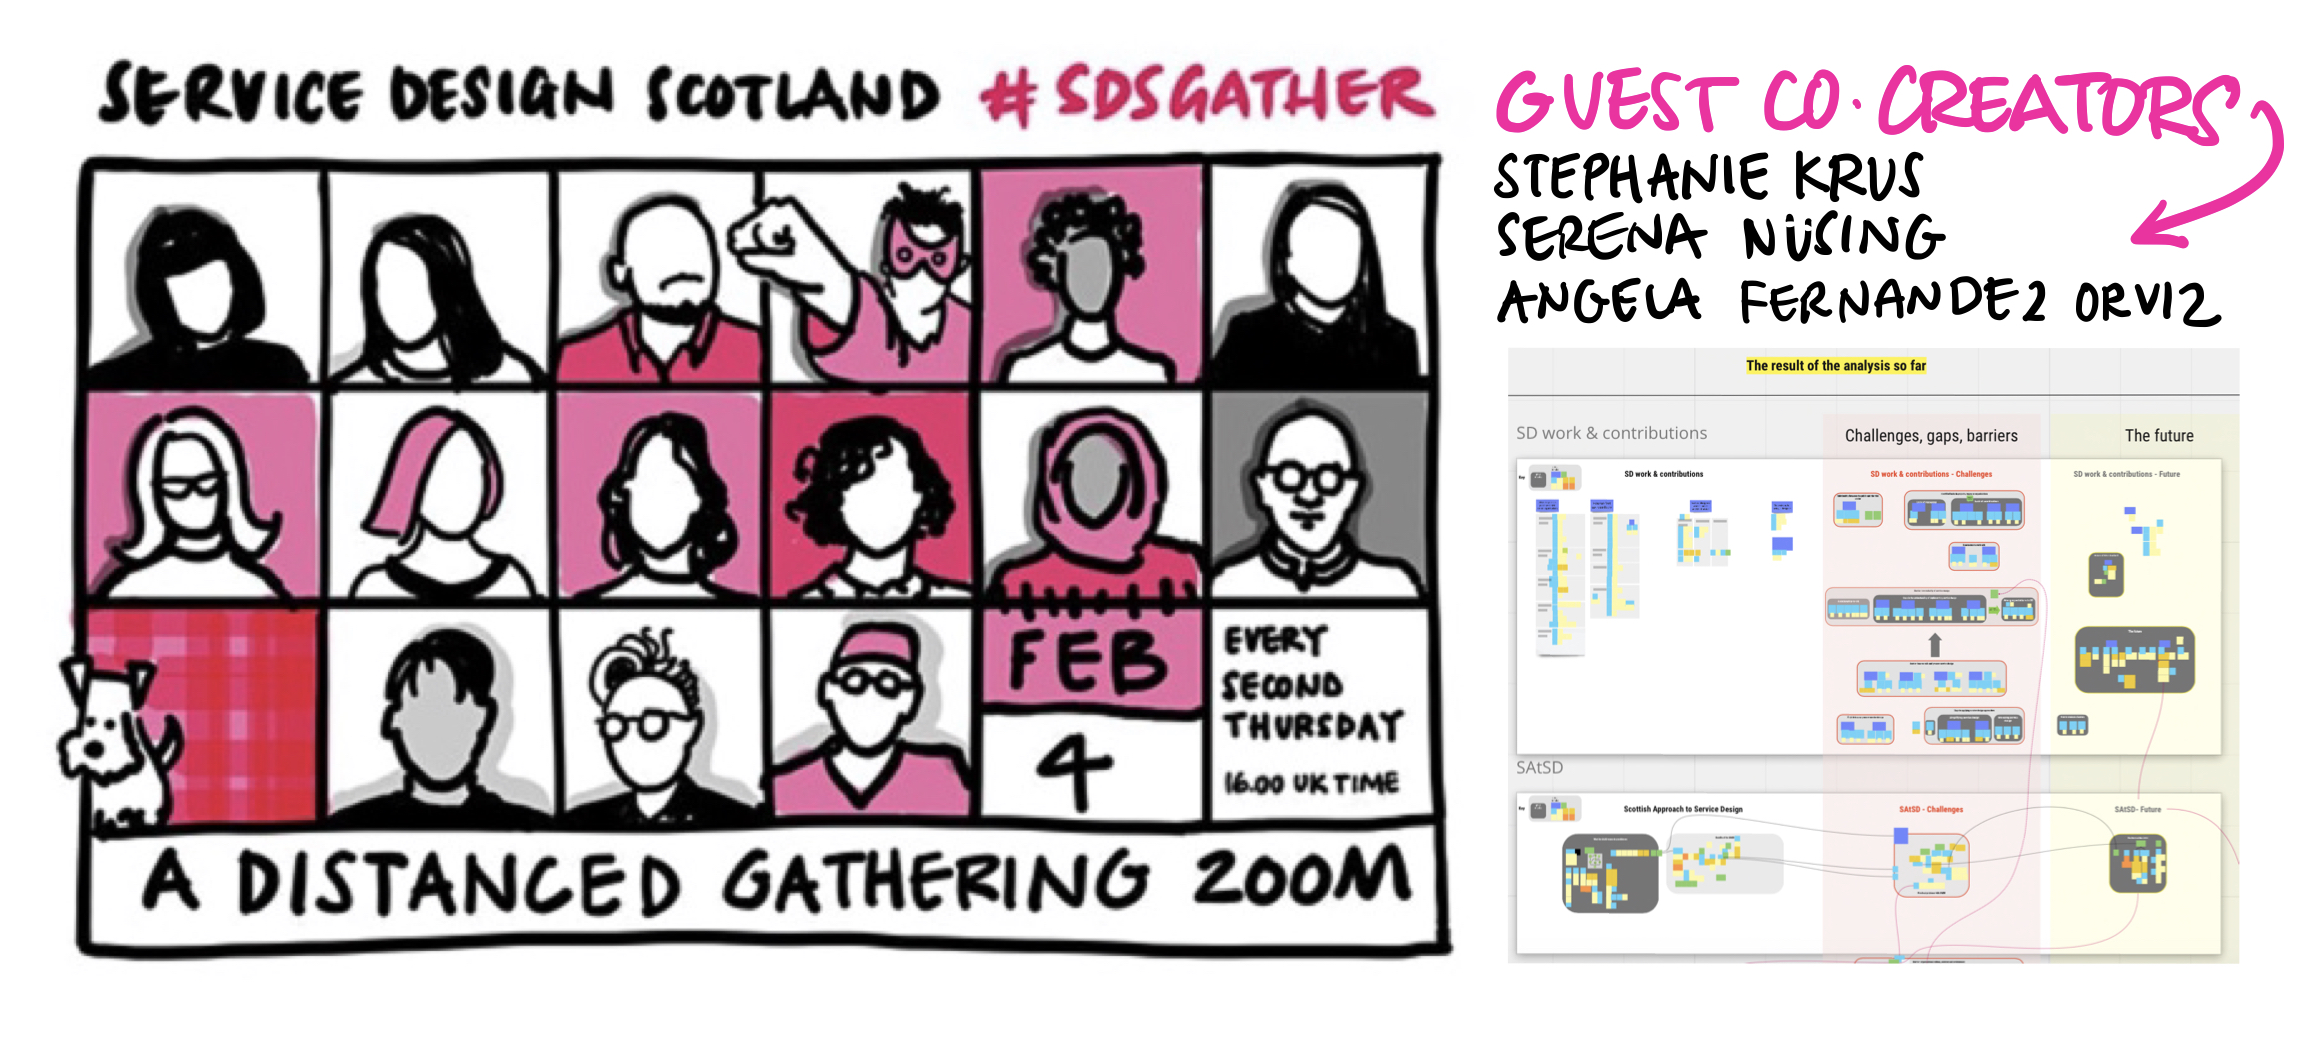 SERVICE DESIGN SCOTLAND #SDSGATHER
FEB
4
EVERY
SECOND
THURSDAY
16.00 UK TIME
A DISTANCED GATHERING ZOOM
GUEST CO·CREATORS
STEPHANIE KRUS
SERENA NÜSING
ANGELA FERNANDEZ ORVIZ
The result of the analysis so far
SD work & contributions
Challenges, gaps, barriers
The future
SD work & contributions
SD work & contributions - Challenges
SD work & contributions - Future
Key
SAtSD
Scottish Approach to Service Design
SAtSD - Challenges
SAtSD- Future
Key